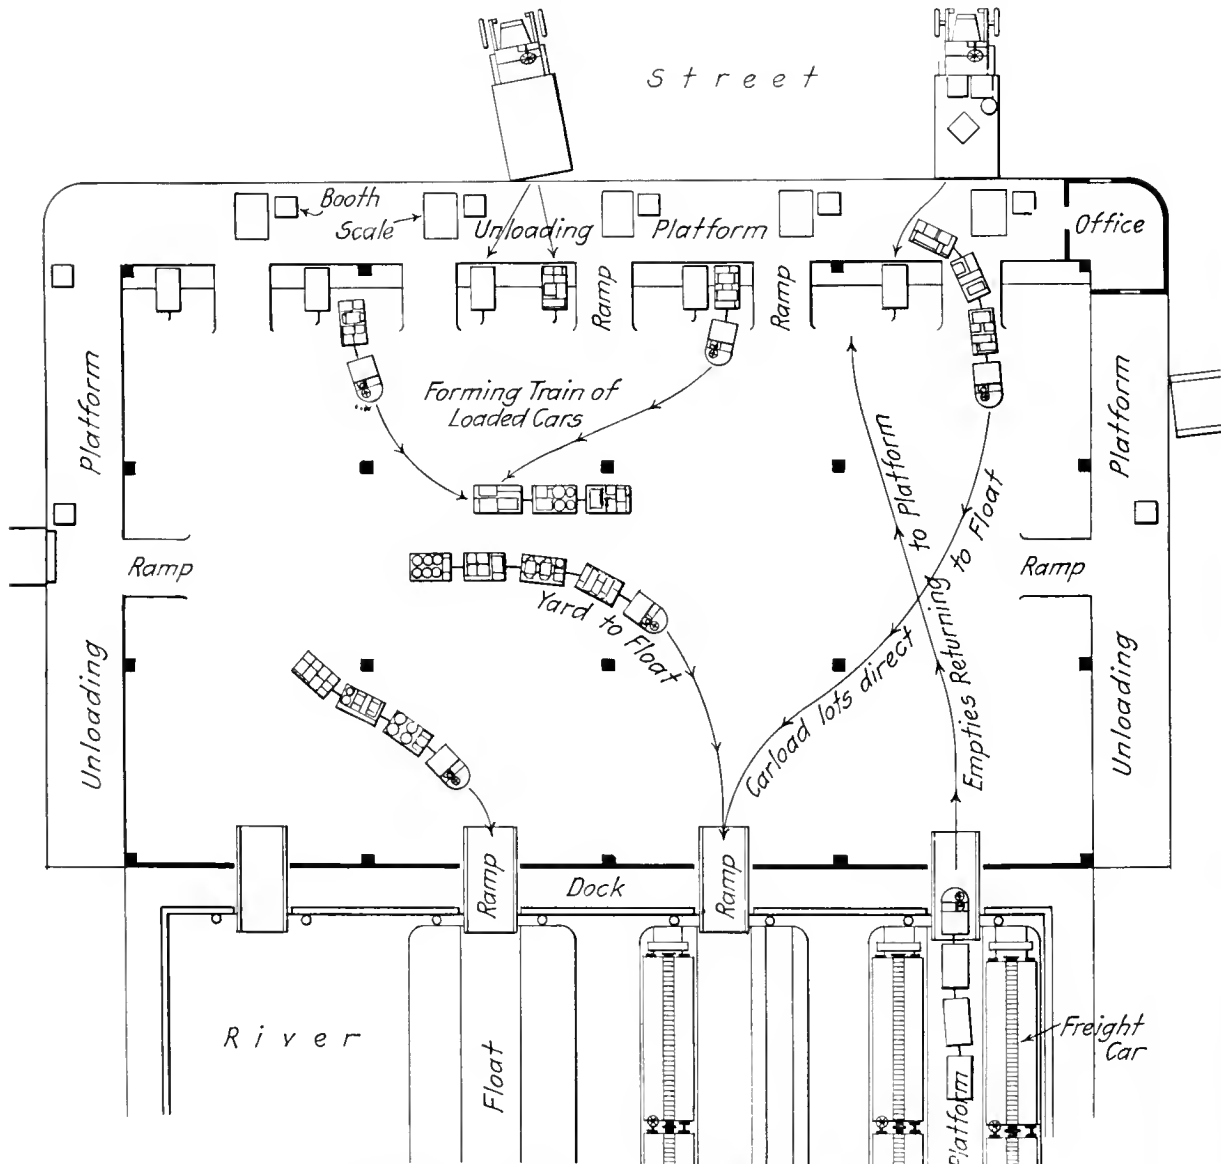 Street
Booth
Scale
Unloading Platform
Office
Ramp
Ramp
Platform
Forming Train of
Loaded Cars
Platform
Ramp
Ramp
Yard to Float
Carload lots direct to Float
Empties Returning to Platform
Unloading
Unloading
Ramp
Ramp
Dock
River
Float
Platform
Freight
Car